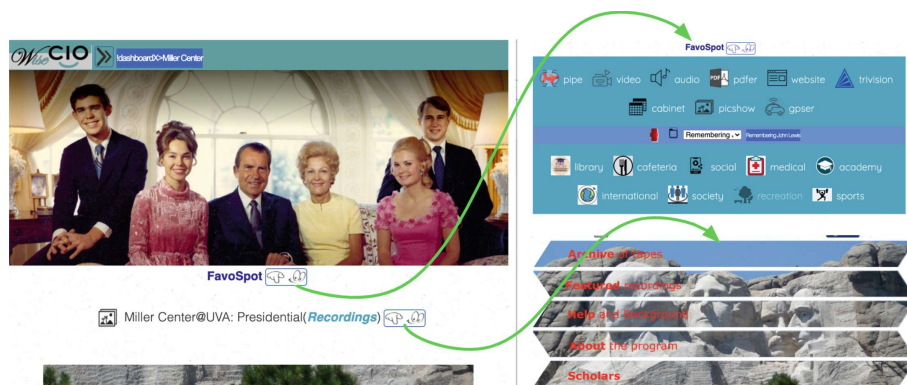 WiseCIO
!dashboardX>Miller Center
FavoSpot
Miller Center@UVA: Presidential(Recordings)
FavoSpot
pipe video audio pdfer website trivision
cabinet picshow gpser
Remembering Remembering John Lewis
library cafeteria social medical academy
international society recreation sports
Archive of tapes
Featured recordings
Help and Background
About the program
Scholars